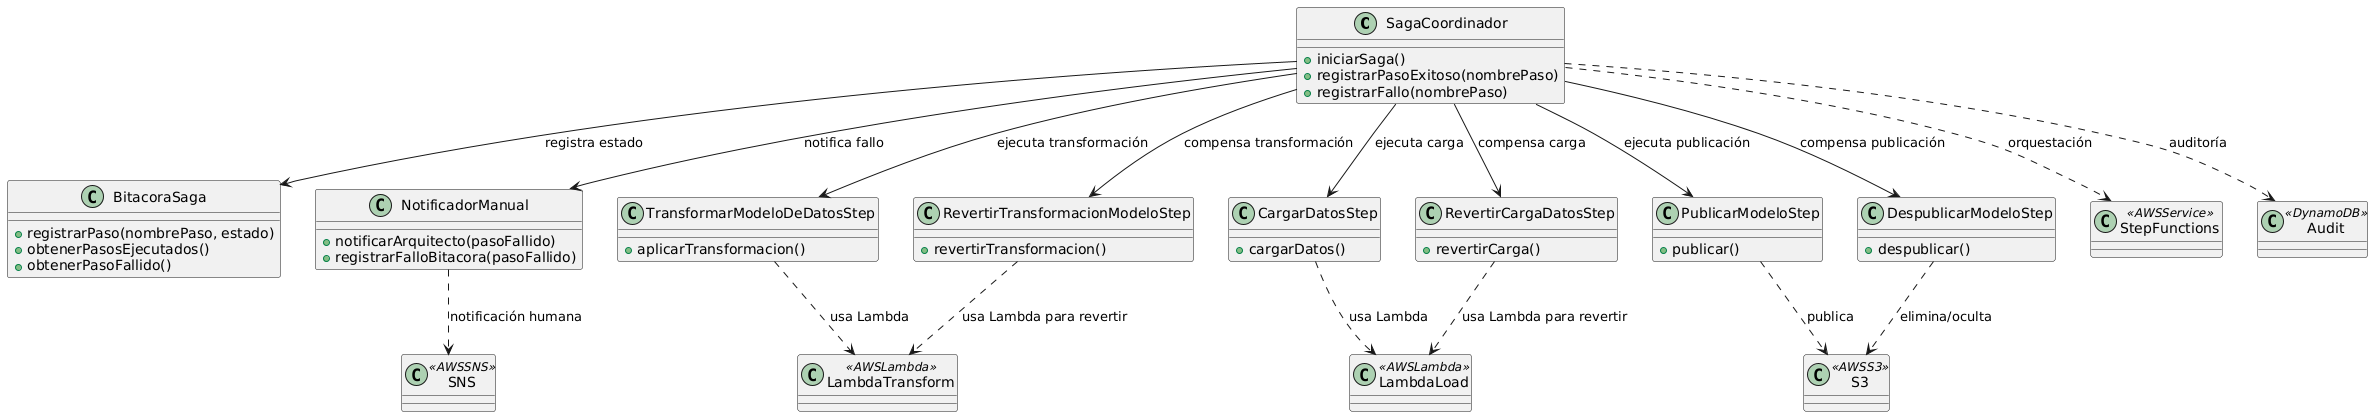 C SagaCoordinador
iniciarSaga()
registrarPasoExitoso(nombrePaso)
registrarFallo(nombrePaso)
registra estado
notifica fallo
ejecuta transformación
compensa transformación
ejecuta carga
compensa carga
ejecuta publicación
compensa publicación
orquestación
auditoría
C BitacoraSaga
registrarPaso(nombrePaso, estado)
obtenerPasosEjecutados()
obtenerPasoFallido()
C NotificadorManual
notificarArquitecto(pasoFallido)
registrarFalloBitacora(pasoFallido)
C TransformarModeloDeDatosStep
aplicarTransformacion()
C RevertirTransformacionModeloStep
revertirTransformacion()
C CargarDatosStep
cargarDatos()
C RevertirCargaDatosStep
revertirCarga()
C PublicarModeloStep
publicar()
C DespublicarModeloStep
despublicar()
C «AWSService»
StepFunctions
C «DynamoDB»
Audit
notificación humana
usa Lambda
usa Lambda para revertir
usa Lambda
usa Lambda para revertir
publica
elimina/oculta
C «AWSSNS»
SNS
C «AWSLambda»
LambdaTransform
C «AWSLambda»
LambdaLoad
C «AWSS3»
S3